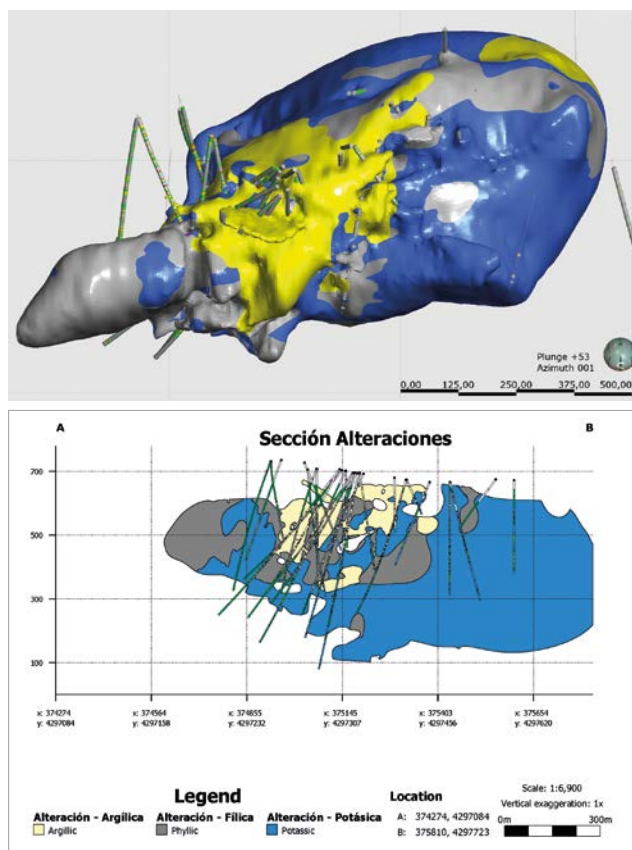 Plunge +53
Azimuth 001
0,00 125,00 250,00 375,00 500,00
A B
Sección Alteraciones
700
500
300
100
x: 374274 x: 374564 x: 374855 x: 375145 x: 375403 x: 375654
y: 4297084 y: 4297158 y: 4297232 y: 4297307 y: 4297456 y: 4297620
Legend
Alteración - Argílica Alteración - Fílica Alteración - Potásica
Argillic Phyllic Potassic
Location
A: 374274, 4297084
B: 375810, 4297723
Scale: 1:6,900
Vertical exaggeration: 1x
0m 300m